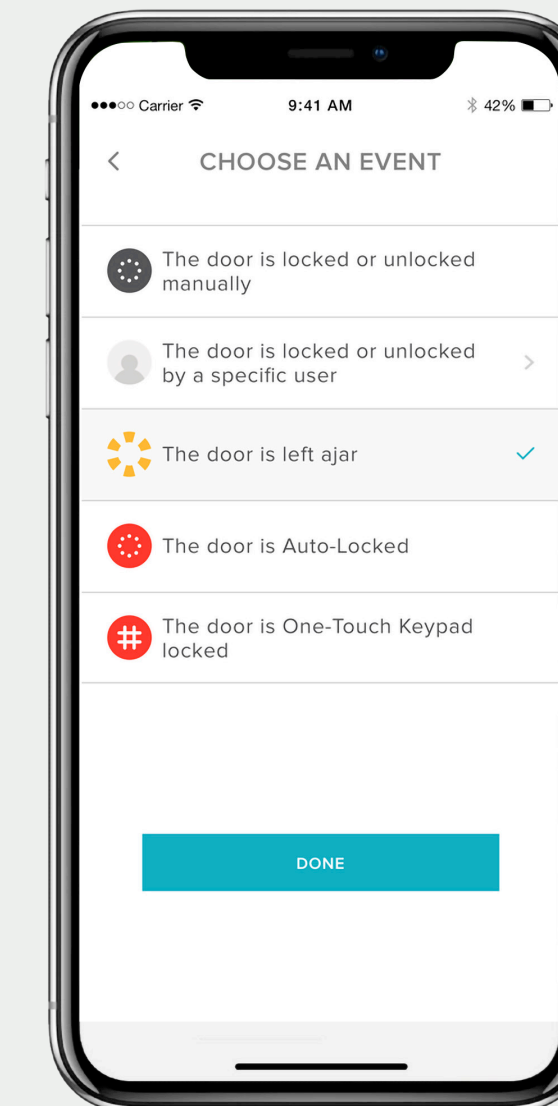 Carrier 9:41 AM 42%
CHOOSE AN EVENT
The door is locked or unlocked
manually
The door is locked or unlocked
by a specific user
The door is left ajar
The door is Auto-Locked
The door is One-Touch Keypad
locked
DONE